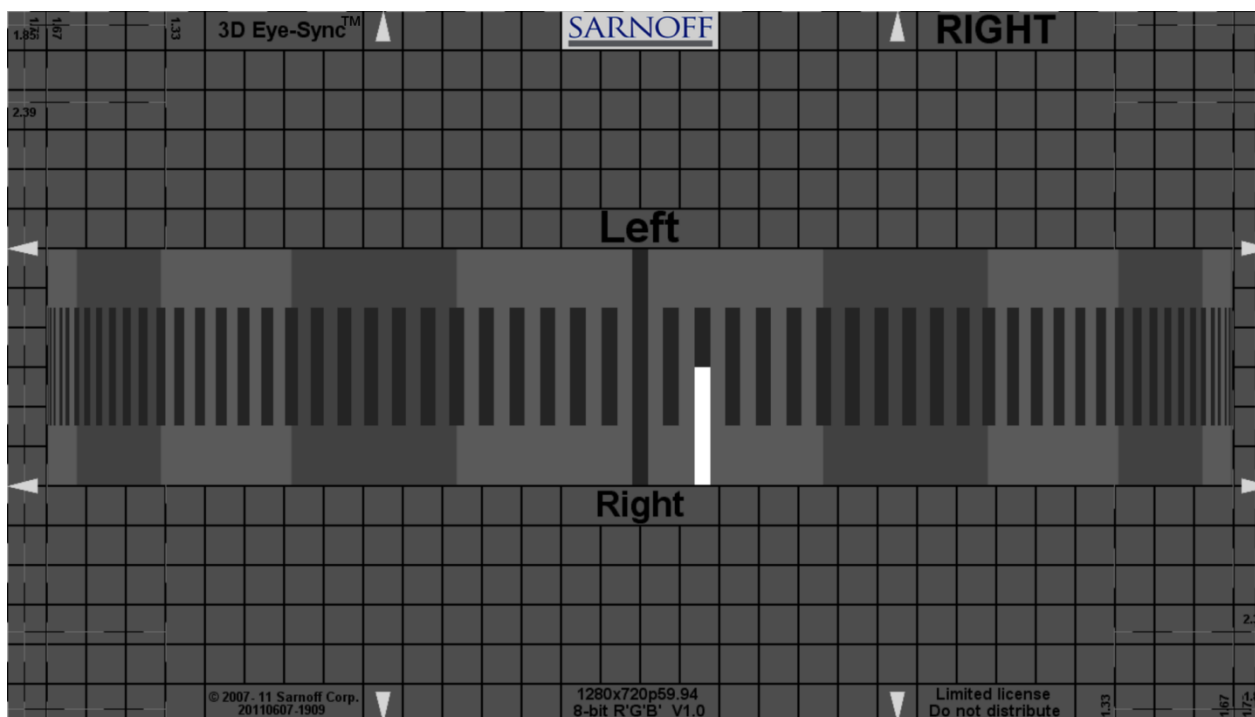 3D Eye-Sync™
SARNOFF
RIGHT
1.85
1.67
1.33
2.39
Left
Right
© 2007- 11 Sarnoff Corp.
20110607-1909
1280x720p59.94
8-bit R'G'B' V1.0
Limited license
Do not distribute
1.33
1.67